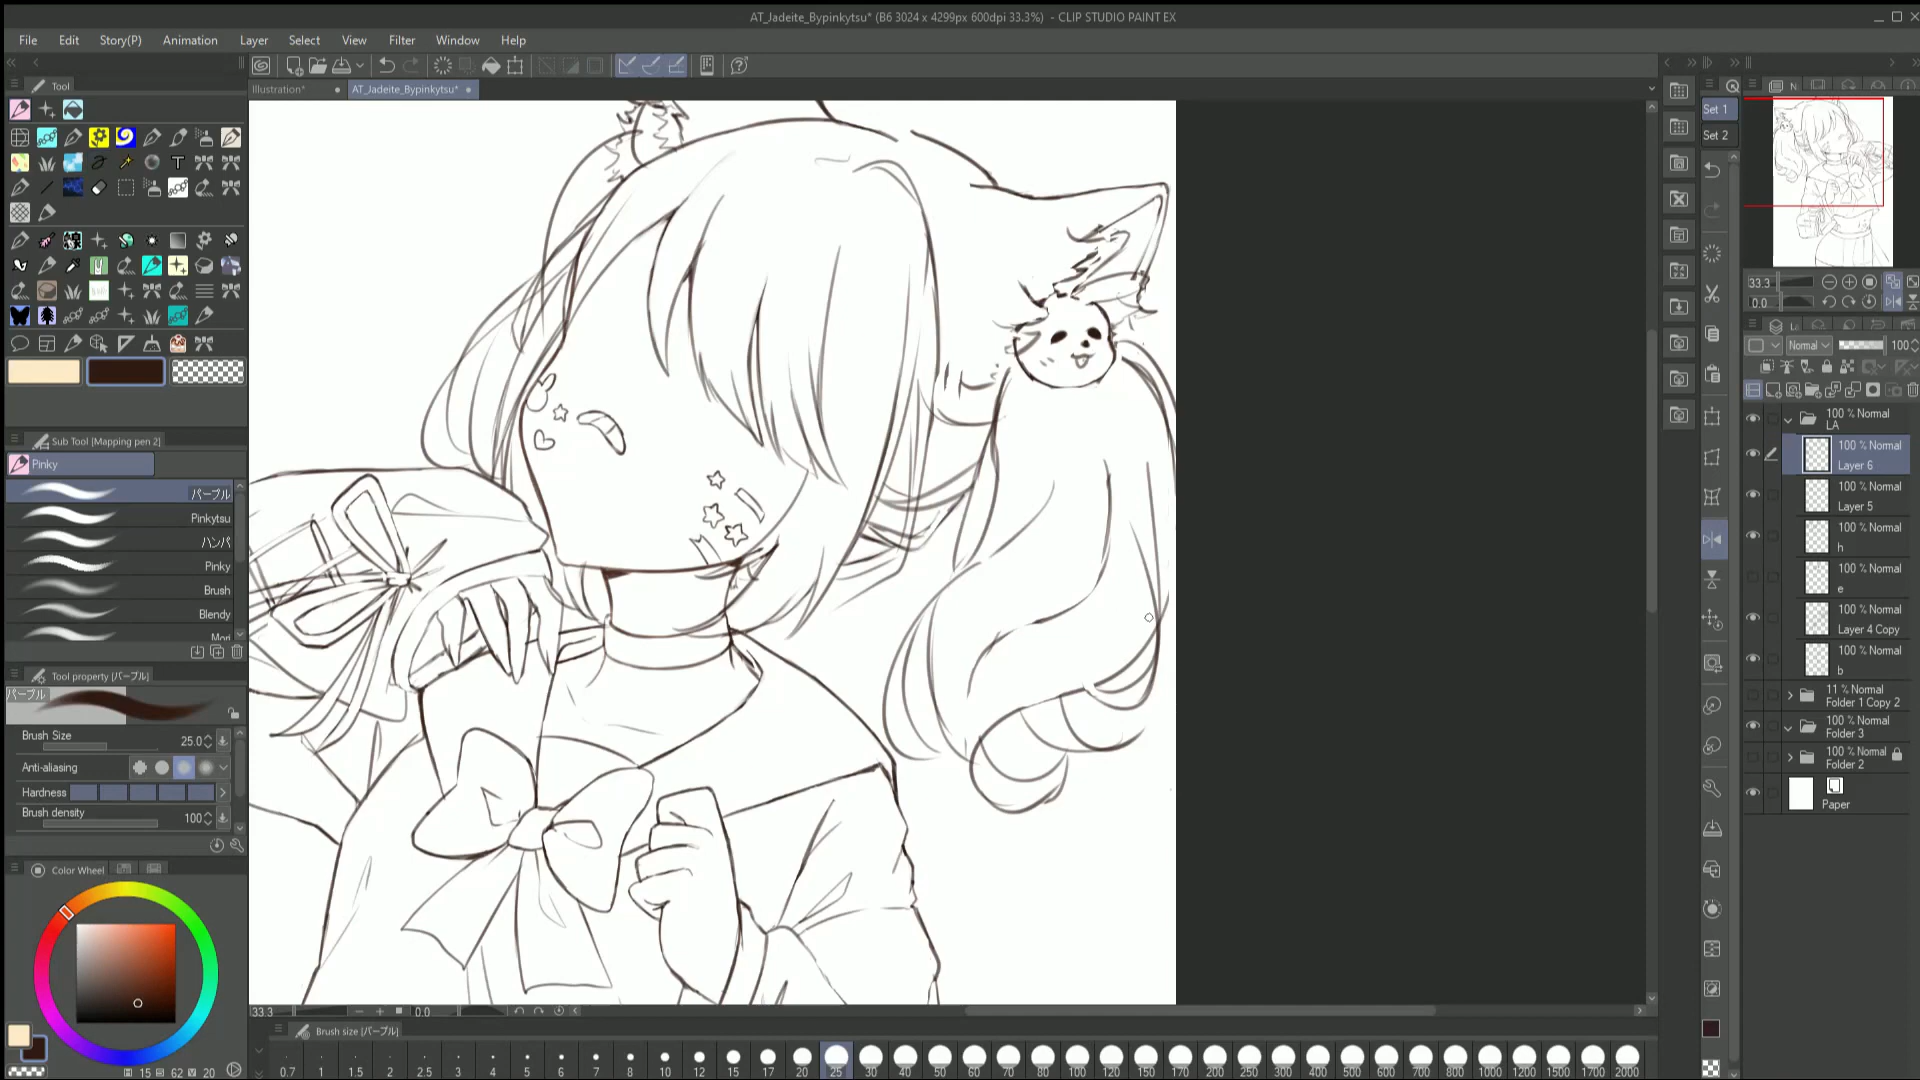 AT_Jadeite_Bypinkytsu* (B6 3024 x 4299px 600dpi 33.3%) - CLIP STUDIO PAINT EX
File Edit Story(P) Animation Layer Select View Filter Window Help
Tool
Illustration* AT_Jadeite_Bypinkytsu*
Sub Tool [Mapping pen 2]
Pinky
パープル
Pinkytsu
ハンパ
Pinky
Brush
Blendy
Mori
Tool property [パープル]
パープル
Brush Size 25.0
Anti-aliasing
Hardness
Brush density 100
Color Wheel
15 62 20
33.3 0.0
Brush size [パープル]
0.7 1 1.5 2 2.5 3 4 5 6 7 8 10 12 15 17 20 25 30 40 50 60 70 80 100 120 150 170 200 250 300 400 500 600 700 800 1000 1200 1500 1700 2000
Set 1
Set 2
N
33.3
0.0
Normal 100
100 % Normal
LA
100 % Normal
Layer 6
100 % Normal
Layer 5
100 % Normal
h
100 % Normal
e
100 % Normal
Layer 4 Copy
100 % Normal
b
11 % Normal
Folder 1 Copy 2
100 % Normal
Folder 3
100 % Normal
Folder 2
Paper